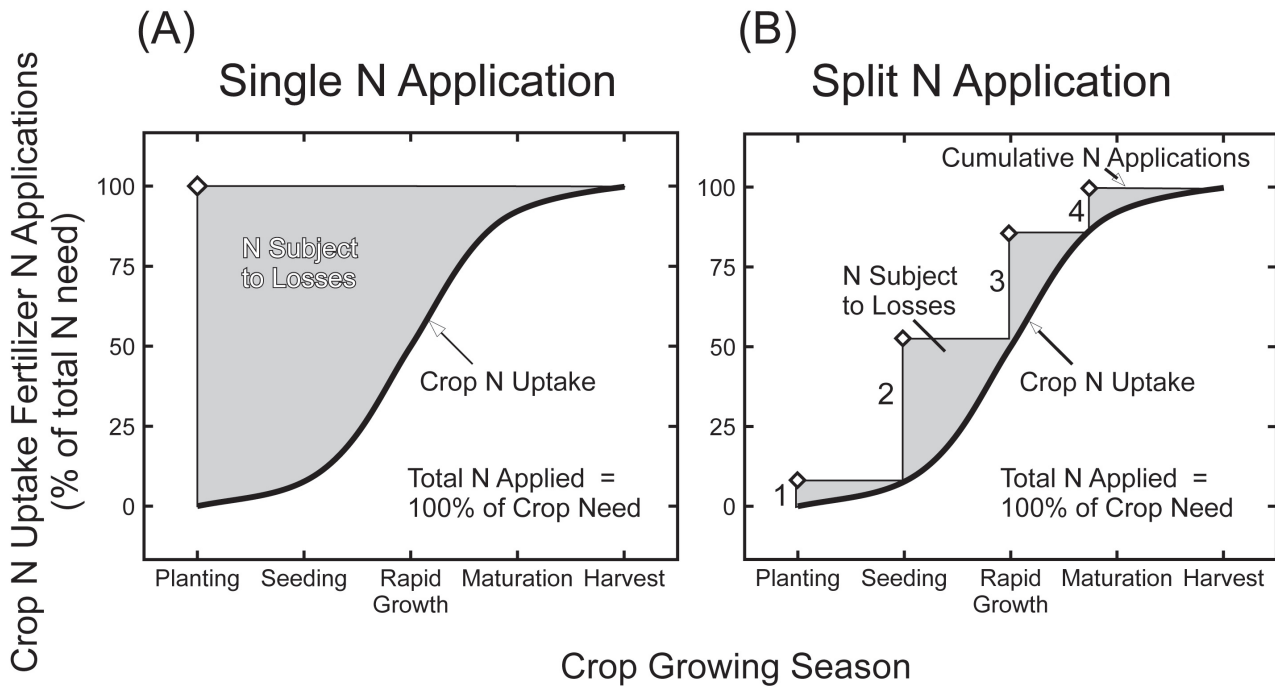 (A)
Single N Application
Crop N Uptake Fertilizer N Applications
(% of total N need)
100
75
50
25
0
N Subject
to Losses
Crop N Uptake
Total N Applied =
100% of Crop Need
Planting Seeding Rapid Maturation Harvest
Growth
(B)
Split N Application
Cumulative N Applications
100
75
50
25
0
4
3
N Subject
to Losses
2
Crop N Uptake
1
Total N Applied =
100% of Crop Need
Planting Seeding Rapid Maturation Harvest
Growth
Crop Growing Season